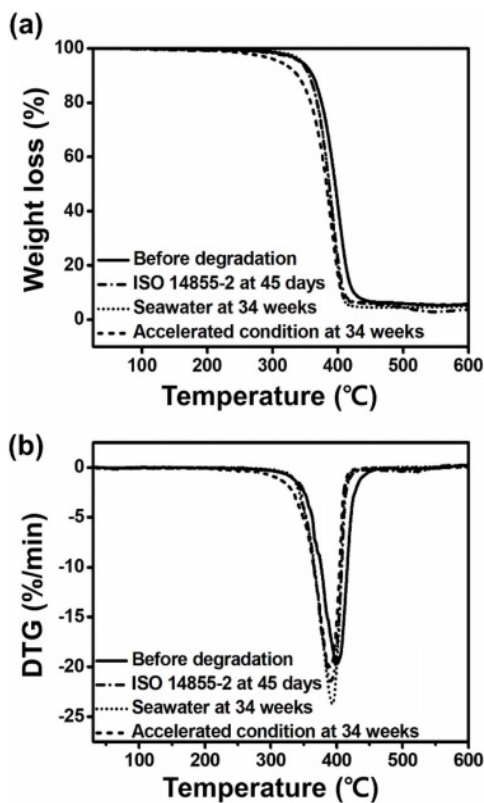 (a)
100
80
60
40
20
0
Weight loss (%)
Before degradation
ISO 14855-2 at 45 days
Seawater at 34 weeks
Accelerated condition at 34 weeks
100 200 300 400 500 600
Temperature (℃)
(b)
0
-5
-10
-15
-20
-25
DTG (%/min)
Before degradation
ISO 14855-2 at 45 days
Seawater at 34 weeks
Accelerated condition at 34 weeks
100 200 300 400 500 600
Temperature (℃)